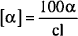 [α] = 100α / cl